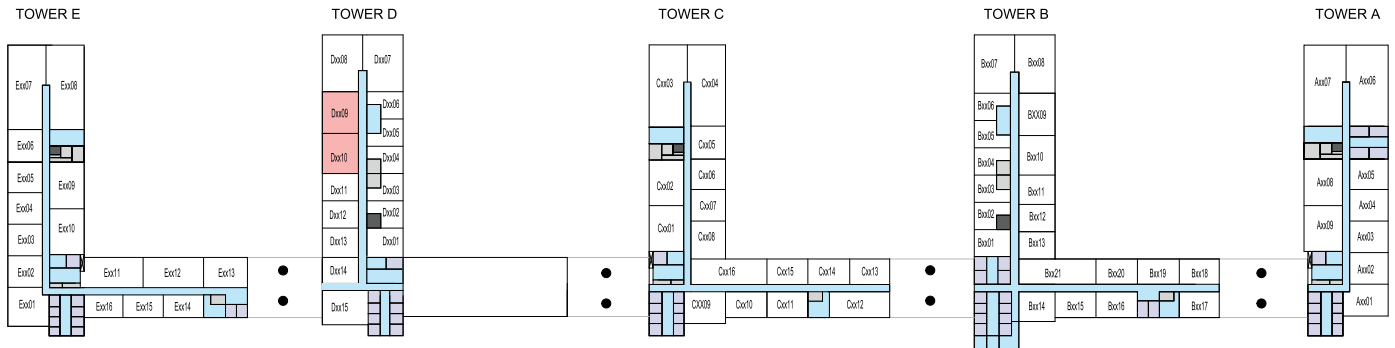 TOWER E
TOWER D
TOWER C
TOWER B
TOWER A
Exx07
Exx08
Exx06
Exx05
Exx09
Exx04
Exx10
Exx03
Exx02
Exx11
Exx12
Exx13
Exx01
Exx16
Exx15
Exx14
Dxx08
Dxx07
Dxx09
Dxx06
Dxx05
Dxx10
Dxx04
Dxx11
Dxx03
Dxx12
Dxx02
Dxx13
Dxx01
Dxx14
Dxx15
Cxx03
Cxx04
Cxx05
Cxx02
Cxx06
Cxx07
Cxx01
Cxx08
Cxx16
Cxx15
Cxx14
Cxx13
CXX09
Cxx10
Cxx11
Cxx12
Bxx07
Bxx08
Bxx06
BXX09
Bxx05
Bxx04
Bxx10
Bxx03
Bxx11
Bxx02
Bxx12
Bxx01
Bxx13
Bxx21
Bxx20
Bxx19
Bxx18
Bxx14
Bxx15
Bxx16
Bxx17
Axx07
Axx06
Axx08
Axx05
Axx04
Axx09
Axx03
Axx02
Axx01